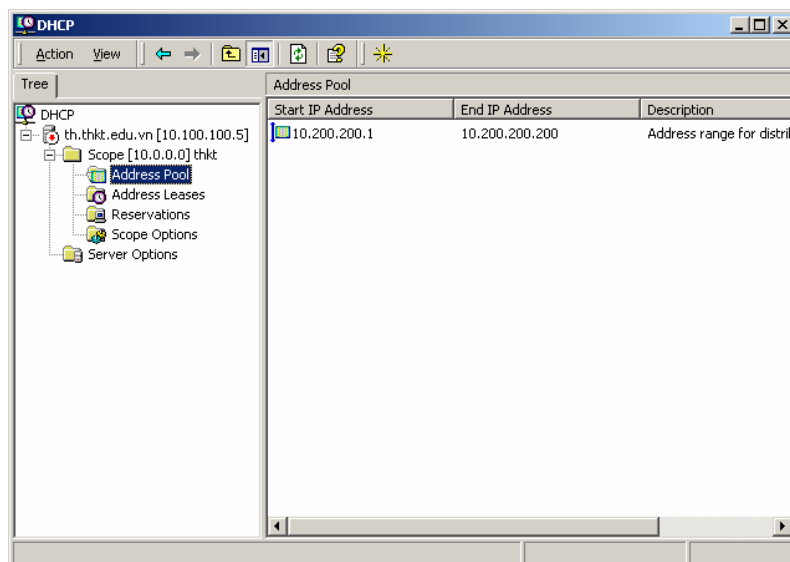 DHCP
Action View
Tree
Address Pool
DHCP
th.thkt.edu.vn [10.100.100.5]
Scope [10.0.0.0] thkt
Address Pool
Address Leases
Reservations
Scope Options
Server Options
Start IP Address End IP Address Description
10.200.200.1 10.200.200.200 Address range for distril